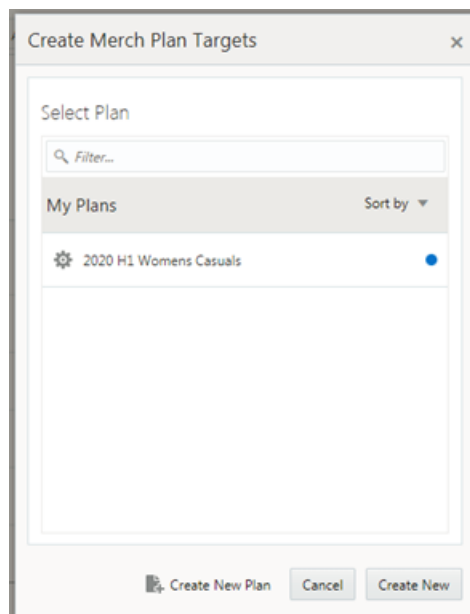 Create Merch Plan Targets
Select Plan
Filter...
My Plans Sort by
2020 H1 Womens Casuals
Create New Plan Cancel Create New